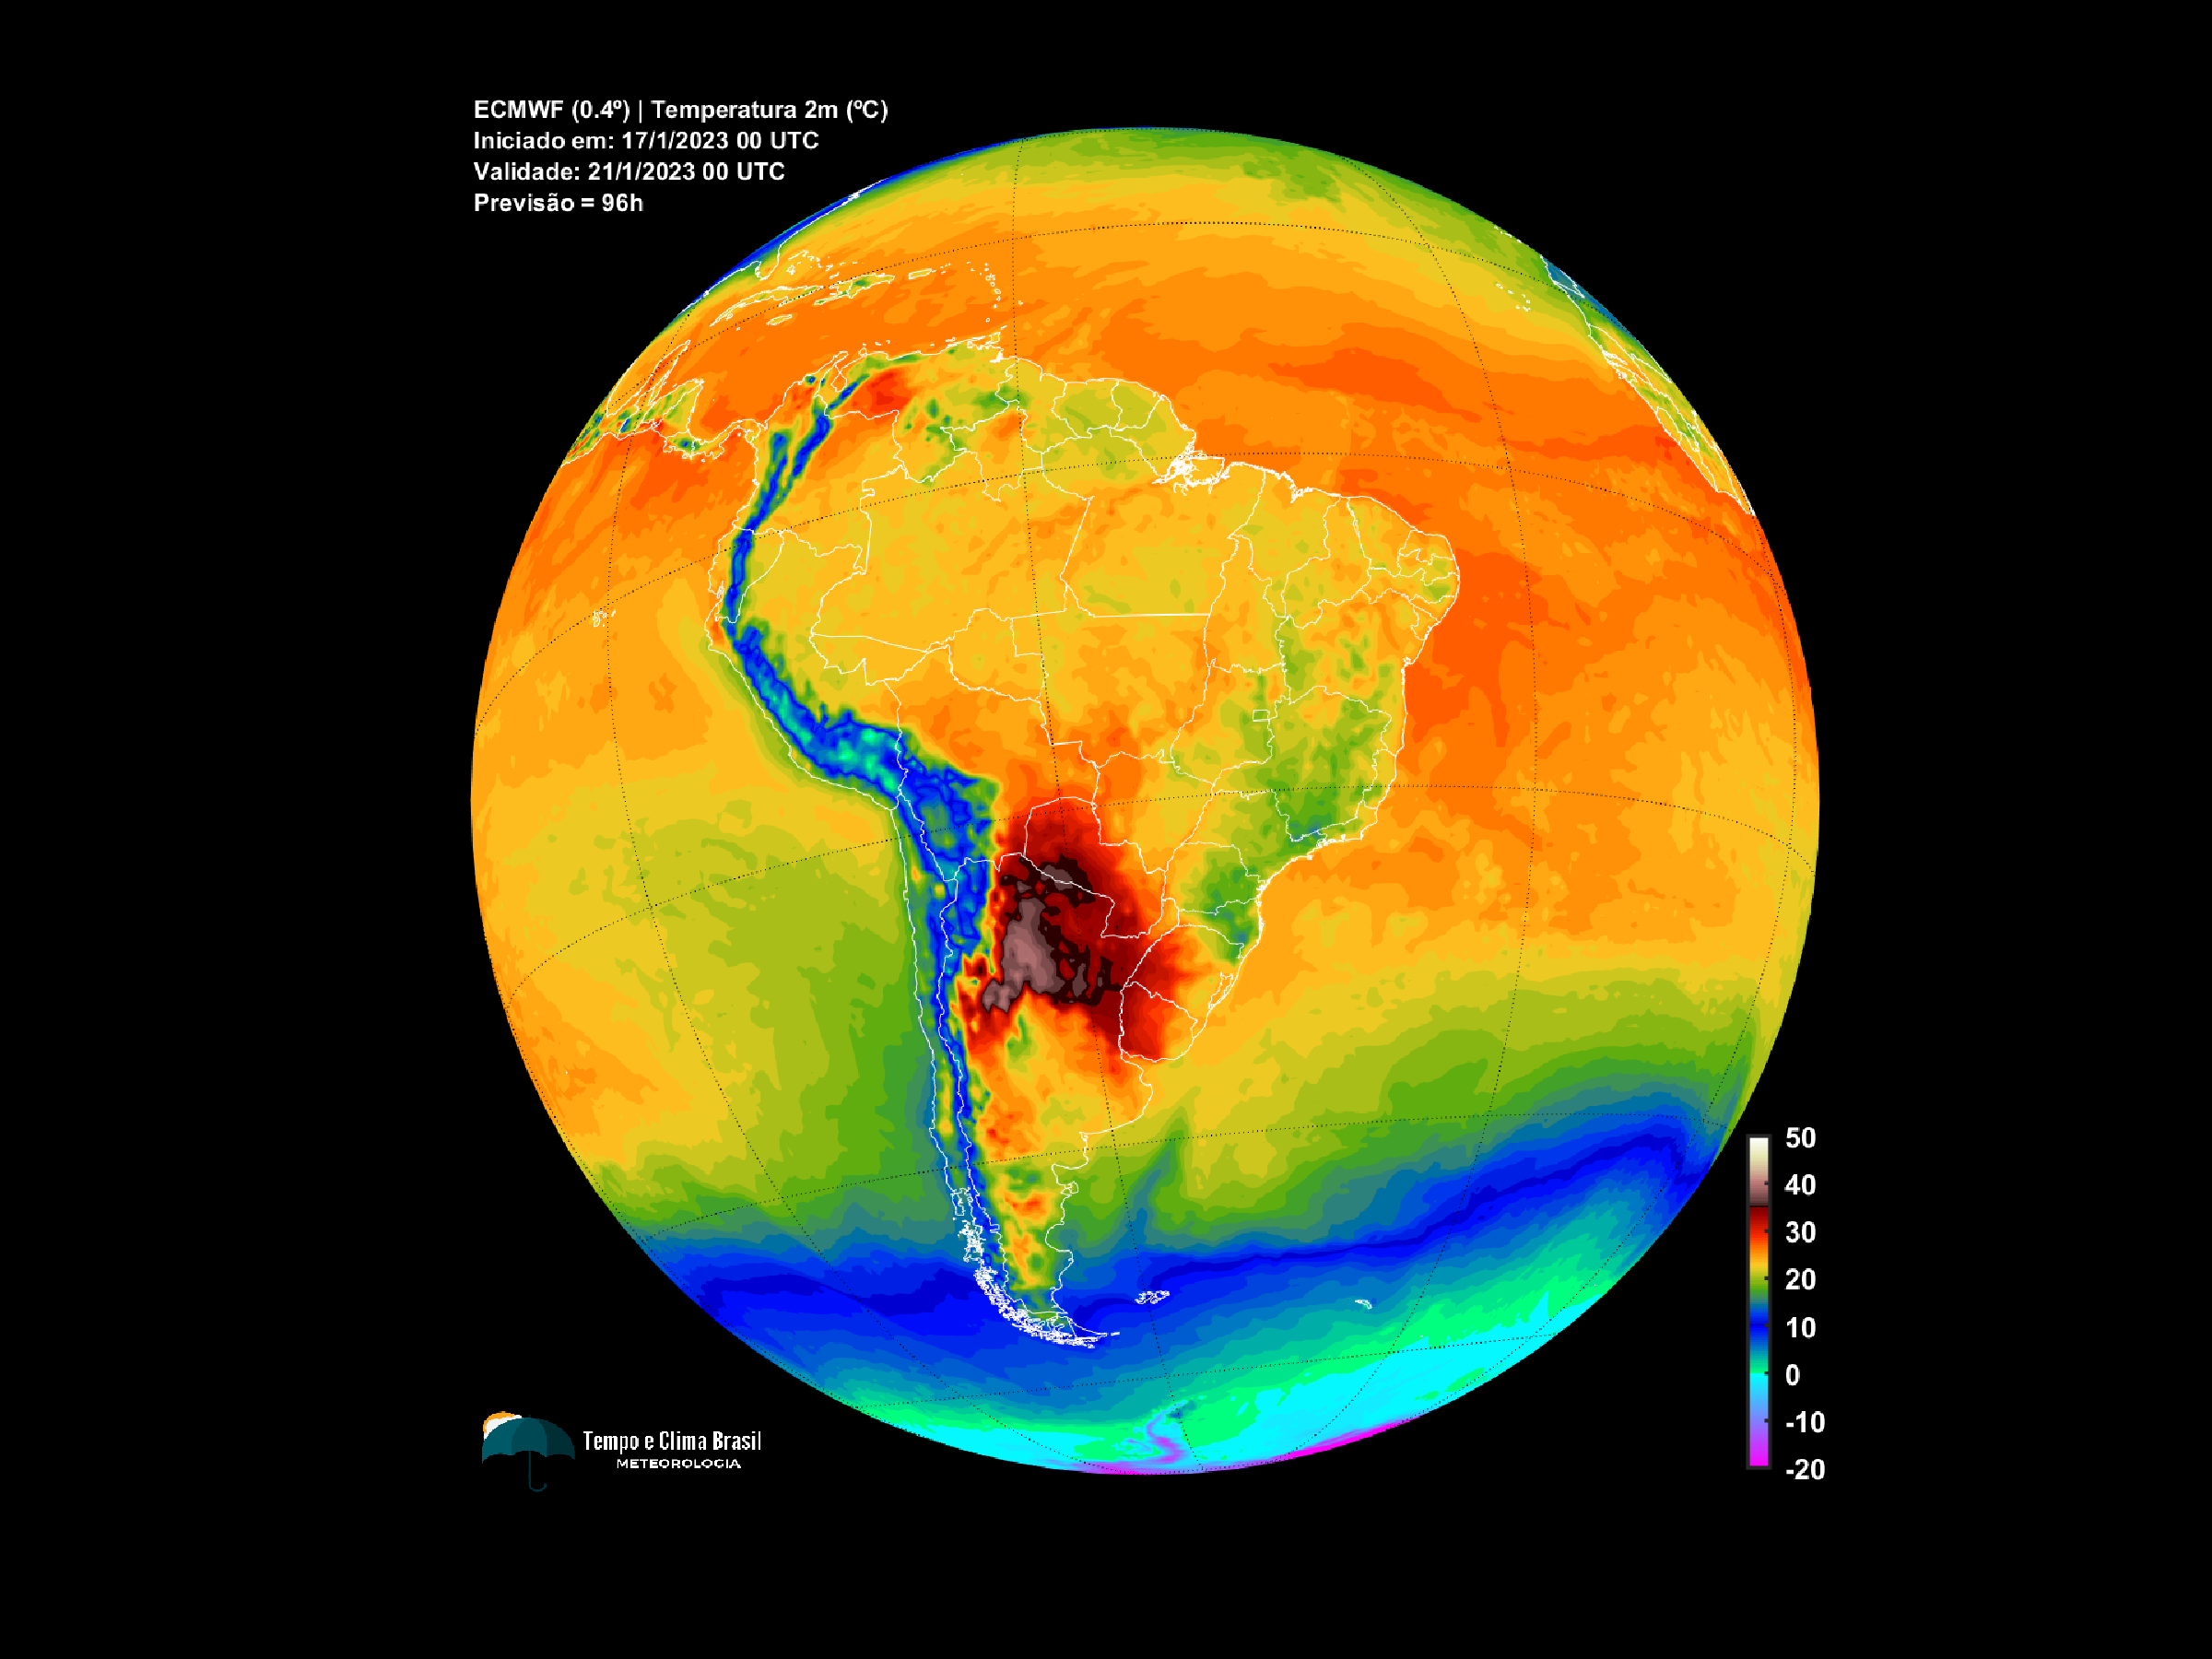 ECMWF (0.4º) | Temperatura 2m (ºC)
Iniciado em: 17/1/2023 00 UTC
Validade: 21/1/2023 00 UTC
Previsão = 96h
50
40
30
20
10
0
-10
-20
Tempo e Clima Brasil
METEOROLOGIA